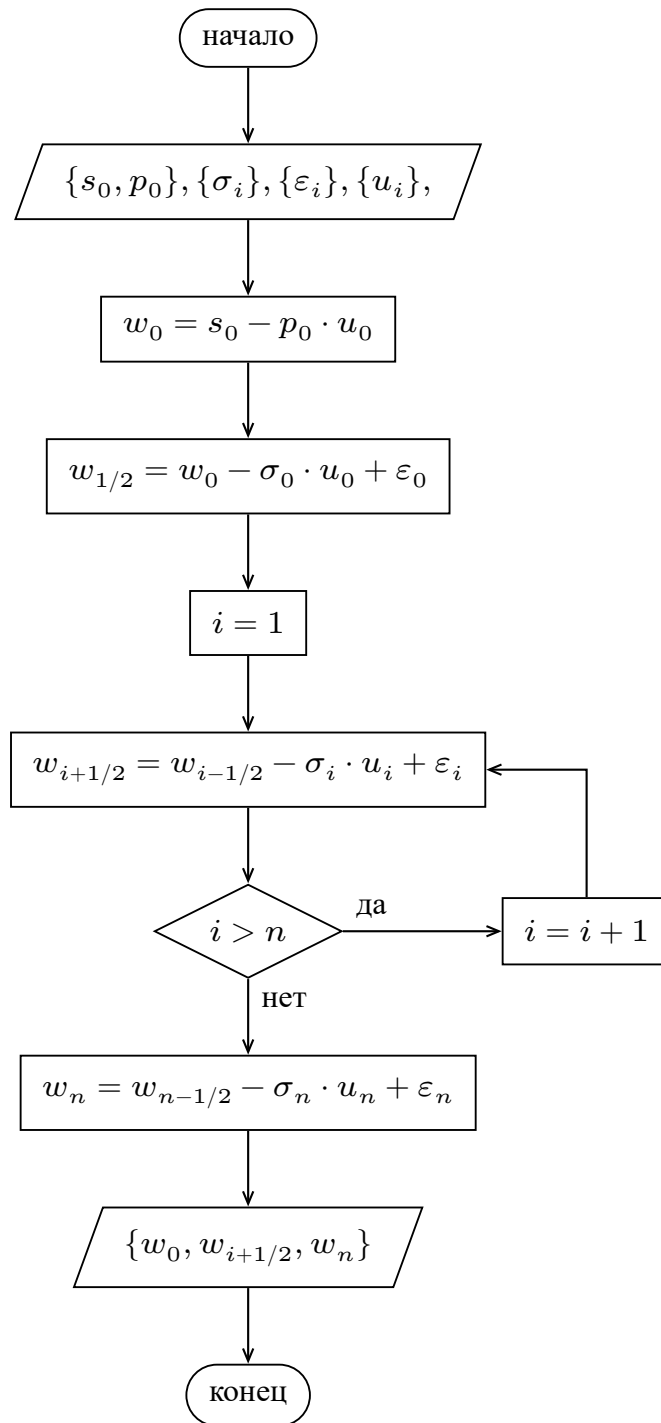 начало
{s_0, p_0}, {σ_i}, {ε_i}, {u_i},
w_0 = s_0 − p_0 · u_0
w_{1/2} = w_0 − σ_0 · u_0 + ε_0
i = 1
w_{i+1/2} = w_{i−1/2} − σ_i · u_i + ε_i
да
i > n
i = i + 1
нет
w_n = w_{n−1/2} − σ_n · u_n + ε_n
{w_0, w_{i+1/2}, w_n}
конец